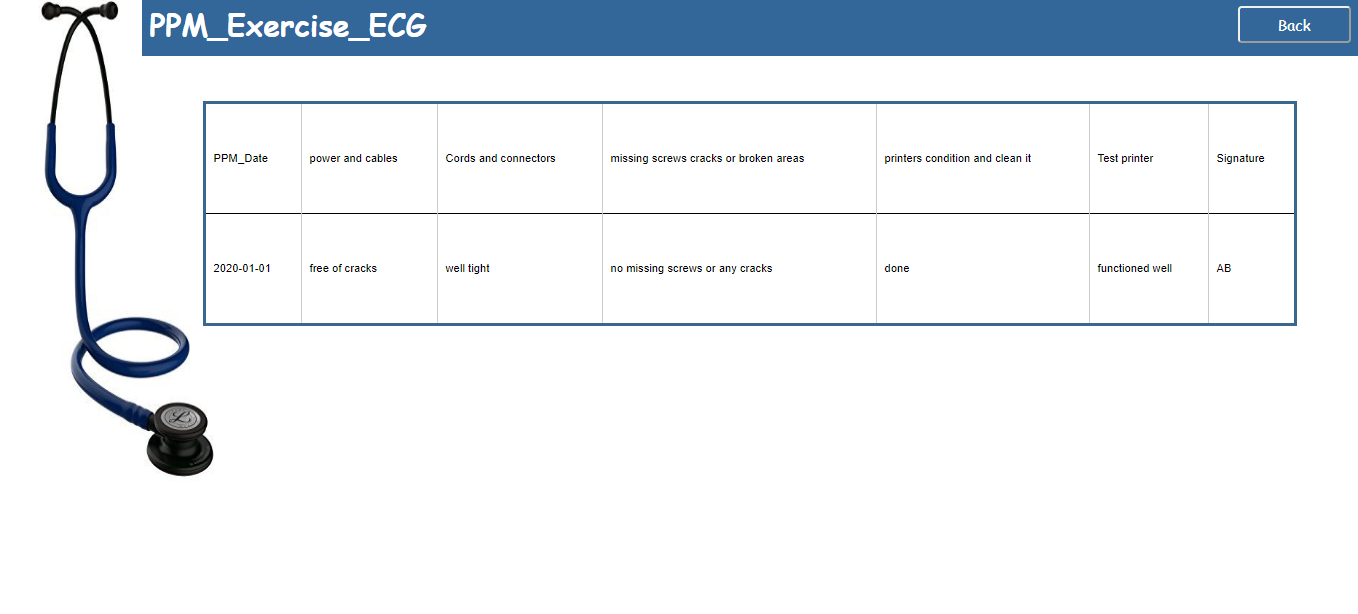 PPM_Exercise_ECG
Back
PPM_Date power and cables Cords and connectors missing screws cracks or broken areas printers condition and clean it Test printer Signature
2020-01-01 free of cracks well tight no missing screws or any cracks done functioned well AB